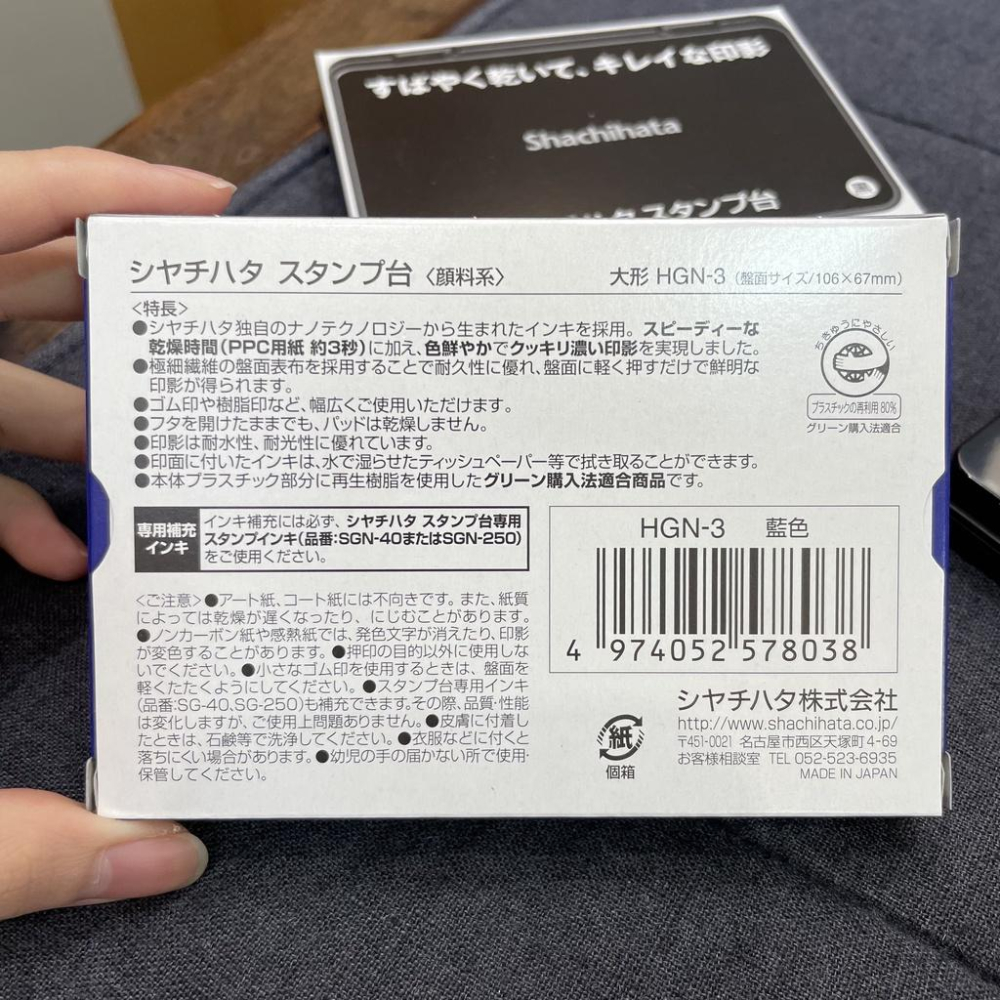 すばやく乾いて、キレイな印影
Shachihata
スタンプ台
シヤチハタ スタンプ台〈顔料系〉 大形 HGN-3(盤面サイズ/106×67mm)
〈特長〉
●シヤチハタ独自のナノテクノロジーから生まれたインキを採用。スピーディーな
乾燥時間(PPC用紙 約3秒)に加え、色鮮やかでクッキリ濃い印影を実現しました。
●極細繊維の盤面表布を採用することで耐久性に優れ、盤面に軽く押すだけで鮮明な
印影が得られます。
●ゴム印や樹脂印など、幅広くご使用いただけます。
●フタを開けたままでも、パッドは乾燥しません。
●印影は耐水性、耐光性に優れています。
●印面に付いたインキは、水で湿らせたティッシュペーパー等で拭き取ることができます。
●本体プラスチック部分に再生樹脂を使用したグリーン購入法適合商品です。
ちきゅうにやさしい
プラスチックの再利用80%
グリーン購入法適合
専用補充
インキ
インキ補充には必ず、シヤチハタ スタンプ台専用
スタンプインキ(品番:SGN-40またはSGN-250)
をご使用ください。
〈ご注意〉●アート紙、コート紙には不向きです。また、紙質
によっては乾燥が遅くなったり、にじむことがあります。
●ノンカーボン紙や感熱紙では、発色文字が消えたり、印影
が変色することがあります。●押印の目的以外に使用しな
いでください。●小さなゴム印を使用するときは、盤面を
軽くたたくようにしてください。●スタンプ台専用インキ
(品番:SG-40、SG-250)も補充できます。その際、品質・性能
は変化しますが、ご使用上問題ありません。●皮膚に付着し
たときは、石鹸等で洗浄してください。●衣服などに付くと
落ちにくい場合があります。●幼児の手の届かない所で使用・
保管してください。
HGN-3 藍色
4 974052 578038
紙
個箱
シヤチハタ株式会社
http://www.shachihata.co.jp/
〒451-0021 名古屋市西区天塚町4-69
お客様相談室 TEL 052-523-6935
MADE IN JAPAN